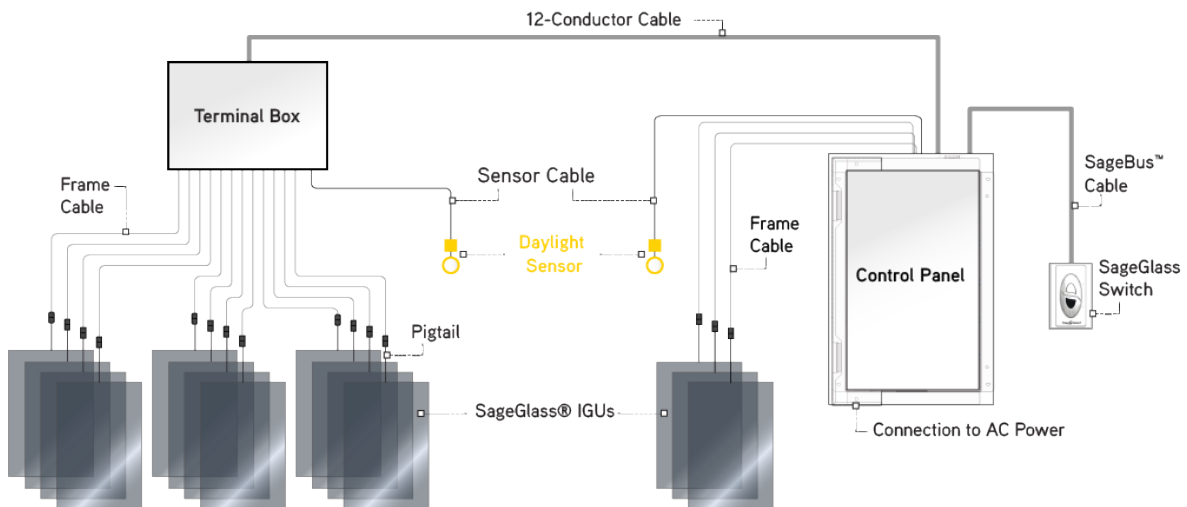 12-Conductor Cable
Terminal Box
Frame
Cable
Sensor Cable
Daylight
Sensor
Frame
Cable
Control Panel
SageBus™
Cable
SageGlass
Switch
Pigtail
SageGlass® IGUs
Connection to AC Power